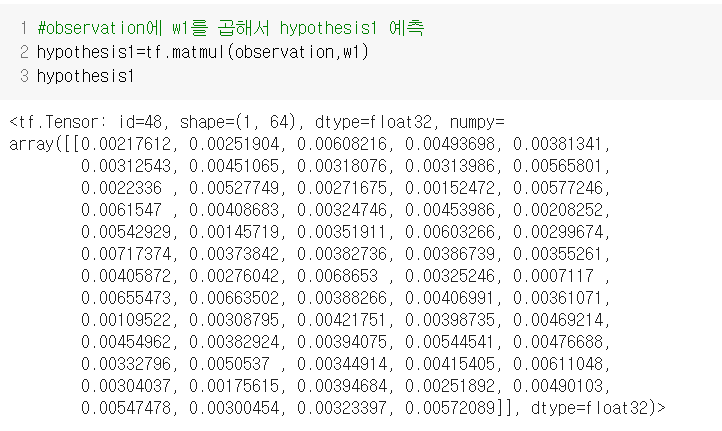 1 #observation에 w1를 곱해서 hypothesis1 예측
2 hypothesis1=tf.matmul(observation,w1)
3 hypothesis1
<tf.Tensor: id=48, shape=(1, 64), dtype=float32, numpy=
array([[0.00217612, 0.00251904, 0.00608216, 0.00493698, 0.00381341,
0.00312543, 0.00451065, 0.00318076, 0.00313986, 0.00565801,
0.0022336 , 0.00527749, 0.00271675, 0.00152472, 0.00577246,
0.0061547 , 0.00408683, 0.00324746, 0.00453986, 0.00208252,
0.00542929, 0.00145719, 0.00351911, 0.00603266, 0.00299674,
0.00717374, 0.00373842, 0.00382736, 0.00386739, 0.00355261,
0.00405872, 0.00276042, 0.0068653 , 0.00325246, 0.0007117 ,
0.00655473, 0.00663502, 0.00388266, 0.00406991, 0.00361071,
0.00109522, 0.00308795, 0.00421751, 0.00398735, 0.00469214,
0.00454962, 0.00382924, 0.00394075, 0.00544541, 0.00476688,
0.00332796, 0.0050537 , 0.00344914, 0.00415405, 0.00611048,
0.00304037, 0.00175615, 0.00394684, 0.00251892, 0.00490103,
0.00547478, 0.00300454, 0.00323397, 0.00572089]], dtype=float32)>